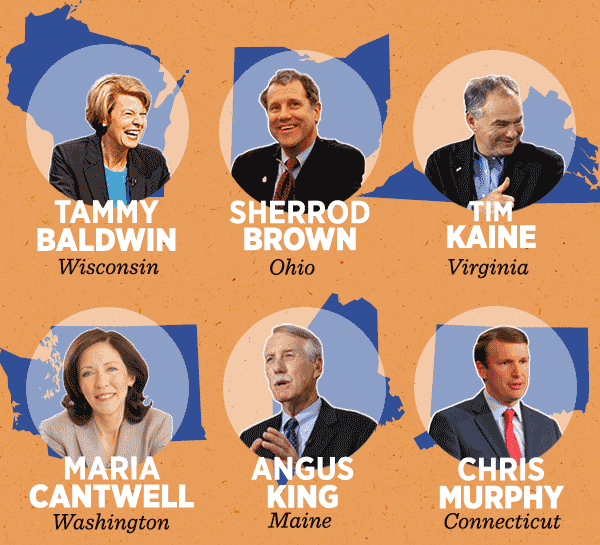 TAMMY
BALDWIN
Wisconsin
SHERROD
BROWN
Ohio
TIM
KAINE
Virginia
MARIA
CANTWELL
Washington
ANGUS
KING
Maine
CHRIS
MURPHY
Connecticut